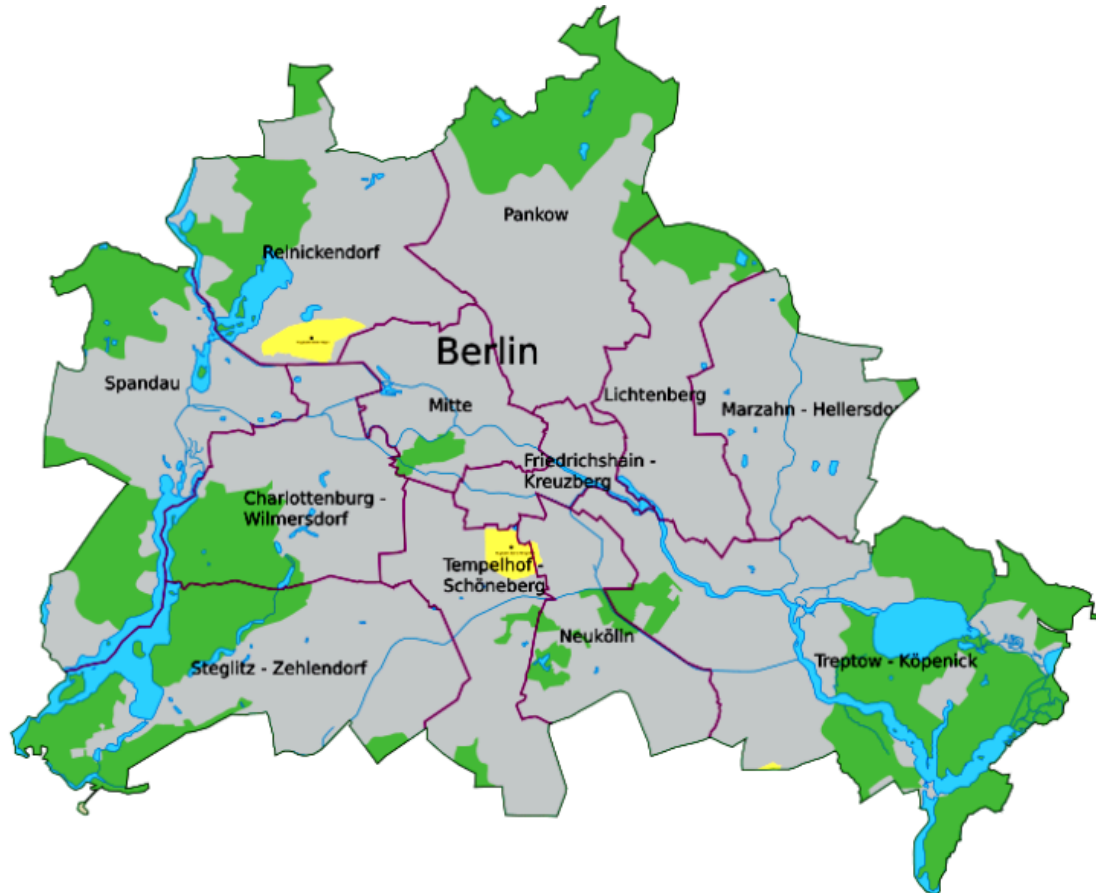 Pankow
Reinickendorf
Berlin
Spandau
Lichtenberg
Mitte
Marzahn - Hellersdo
Friedrichshain -
Kreuzberg
Charlottenburg -
Wilmersdorf
Tempelhof -
Schöneberg
Neukölln
Steglitz - Zehlendorf
Treptow - Köpenick